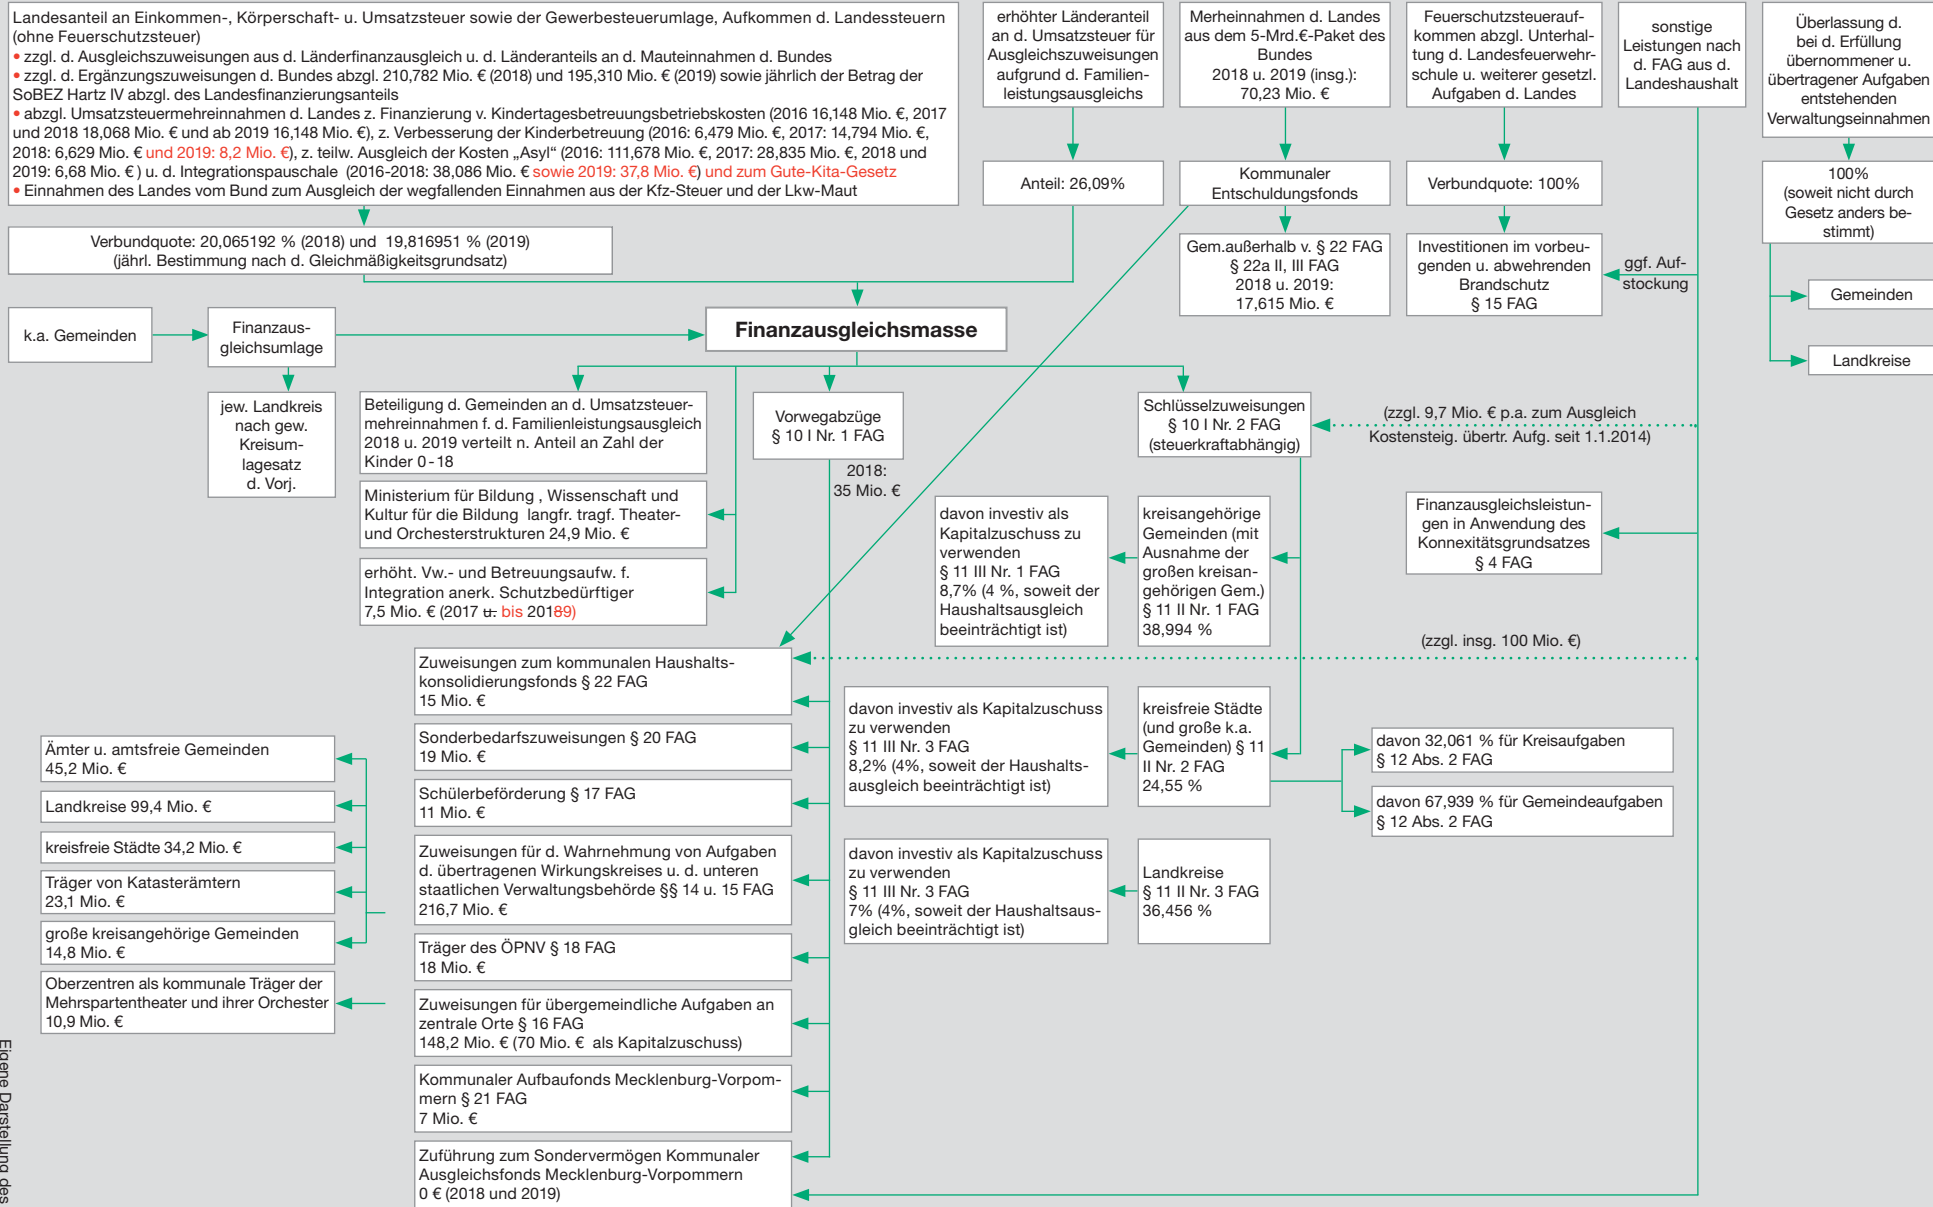 Landesanteil an Einkommen-, Körperschaft- u. Umsatzsteuer sowie der Gewerbesteuerumlage, Aufkommen d. Landessteuern
(ohne Feuerschutzsteuer)
• zzgl. d. Ausgleichszuweisungen aus d. Länderfinanzausgleich u. d. Länderanteils an d. Mauteinnahmen d. Bundes
• zzgl. d. Ergänzungszuweisungen d. Bundes abzgl. 210,782 Mio. € (2018) und 195,310 Mio. € (2019) sowie jährlich der Betrag der
SoBEZ Hartz IV abzgl. des Landesfinanzierungsanteils
• abzgl. Umsatzsteuermehreinnahmen d. Landes z. Finanzierung v. Kindertagesbetreuungsbetriebskosten (2016 16,148 Mio. €, 2017
und 2018 18,068 Mio. € und ab 2019 16,148 Mio. €), z. Verbesserung der Kinderbetreuung (2016: 6,479 Mio. €, 2017: 14,794 Mio. €,
2018: 6,629 Mio. € und 2019: 8,2 Mio. €), z. teilw. Ausgleich der Kosten „Asyl“ (2016: 111,678 Mio. €, 2017: 28,835 Mio. €, 2018 und
2019: 6,68 Mio. € ) u. d. Integrationspauschale (2016-2018: 38,086 Mio. € sowie 2019: 37,8 Mio. €) und zum Gute-Kita-Gesetz
• Einnahmen des Landes vom Bund zum Ausgleich der wegfallenden Einnahmen aus der Kfz-Steuer und der Lkw-Maut
erhöhter Länderanteil
an d. Umsatzsteuer für
Ausgleichszuweisungen
aufgrund d. Familien-
leistungsausgleichs
Merheinnahmen d. Landes
aus dem 5-Mrd.€-Paket des
Bundes
2018 u. 2019 (insg.):
70,23 Mio. €
Feuerschutzsteuerauf-
kommen abzgl. Unterhal-
tung d. Landesfeuerwehr-
schule u. weiterer gesetzl.
Aufgaben d. Landes
sonstige
Leistungen nach
d. FAG aus d.
Landeshaushalt
Überlassung d.
bei d. Erfüllung
übernommener u.
übertragener Aufgaben
entstehenden
Verwaltungseinnahmen
Anteil: 26,09%
Kommunaler
Entschuldungsfonds
Verbundquote: 100%
100%
(soweit nicht durch
Gesetz anders be-
stimmt)
Verbundquote: 20,065192 % (2018) und 19,816951 % (2019)
(jährl. Bestimmung nach d. Gleichmäßigkeitsgrundsatz)
Gem.außerhalb v. § 22 FAG
§ 22a II, III FAG
2018 u. 2019:
17,615 Mio. €
Investitionen im vorbeu-
genden u. abwehrenden
Brandschutz
§ 15 FAG
ggf. Auf-
stockung
Gemeinden
Landkreise
k.a. Gemeinden
Finanzaus-
gleichsumlage
Finanzausgleichsmasse
jew. Landkreis
nach gew.
Kreisum-
lagesatz
d. Vorj.
Beteiligung d. Gemeinden an d. Umsatzsteuer-
mehreinnahmen f. d. Familienleistungsausgleich
2018 u. 2019 verteilt n. Anteil an Zahl der
Kinder 0-18
Vorwegabzüge
§ 10 I Nr. 1 FAG
Schlüsselzuweisungen
§ 10 I Nr. 2 FAG
(steuerkraftabhängig)
(zzgl. 9,7 Mio. € p.a. zum Ausgleich
Kostensteig. übertr. Aufg. seit 1.1.2014)
2018:
35 Mio. €
Ministerium für Bildung , Wissenschaft und
Kultur für die Bildung langfr. tragf. Theater-
und Orchesterstrukturen 24,9 Mio. €
erhöht. Vw.- und Betreuungsaufw. f.
Integration anerk. Schutzbedürftiger
7,5 Mio. € (2017 u. bis 20189)
davon investiv als
Kapitalzuschuss zu
verwenden
§ 11 III Nr. 1 FAG
8,7% (4 %, soweit der
Haushaltsausgleich
beeinträchtigt ist)
kreisangehörige
Gemeinden (mit
Ausnahme der
großen kreisan-
gehörigen Gem.)
§ 11 II Nr. 1 FAG
38,994 %
Finanzausgleichsleistun-
gen in Anwendung des
Konnexitätsgrundsatzes
§ 4 FAG
(zzgl. insg. 100 Mio. €)
Zuweisungen zum kommunalen Haushalts-
konsolidierungsfonds § 22 FAG
15 Mio. €
Sonderbedarfszuweisungen § 20 FAG
19 Mio. €
Schülerbeförderung § 17 FAG
11 Mio. €
Zuweisungen für d. Wahrnehmung von Aufgaben
d. übertragenen Wirkungskreises u. d. unteren
staatlichen Verwaltungsbehörde §§ 14 u. 15 FAG
216,7 Mio. €
Träger des ÖPNV § 18 FAG
18 Mio. €
Zuweisungen für übergemeindliche Aufgaben an
zentrale Orte § 16 FAG
148,2 Mio. € (70 Mio. € als Kapitalzuschuss)
Kommunaler Aufbaufonds Mecklenburg-Vorpom-
mern § 21 FAG
7 Mio. €
Zuführung zum Sondervermögen Kommunaler
Ausgleichsfonds Mecklenburg-Vorpommern
0 € (2018 und 2019)
davon investiv als Kapitalzuschuss
zu verwenden
§ 11 III Nr. 3 FAG
8,2% (4%, soweit der Haushalts-
ausgleich beeinträchtigt ist)
kreisfreie Städte
(und große k.a.
Gemeinden) § 11
II Nr. 2 FAG
24,55 %
davon 32,061 % für Kreisaufgaben
§ 12 Abs. 2 FAG
davon 67,939 % für Gemeindeaufgaben
§ 12 Abs. 2 FAG
davon investiv als Kapitalzuschuss
zu verwenden
§ 11 III Nr. 3 FAG
7% (4%, soweit der Haushaltsaus-
gleich beeinträchtigt ist)
Landkreise
§ 11 II Nr. 3 FAG
36,456 %
Ämter u. amtsfreie Gemeinden
45,2 Mio. €
Landkreise 99,4 Mio. €
kreisfreie Städte 34,2 Mio. €
Träger von Katasterämtern
23,1 Mio. €
große kreisangehörige Gemeinden
14,8 Mio. €
Oberzentren als kommunale Träger der
Mehrspartentheater und ihrer Orchester
10,9 Mio. €
Eigene Darstellung des